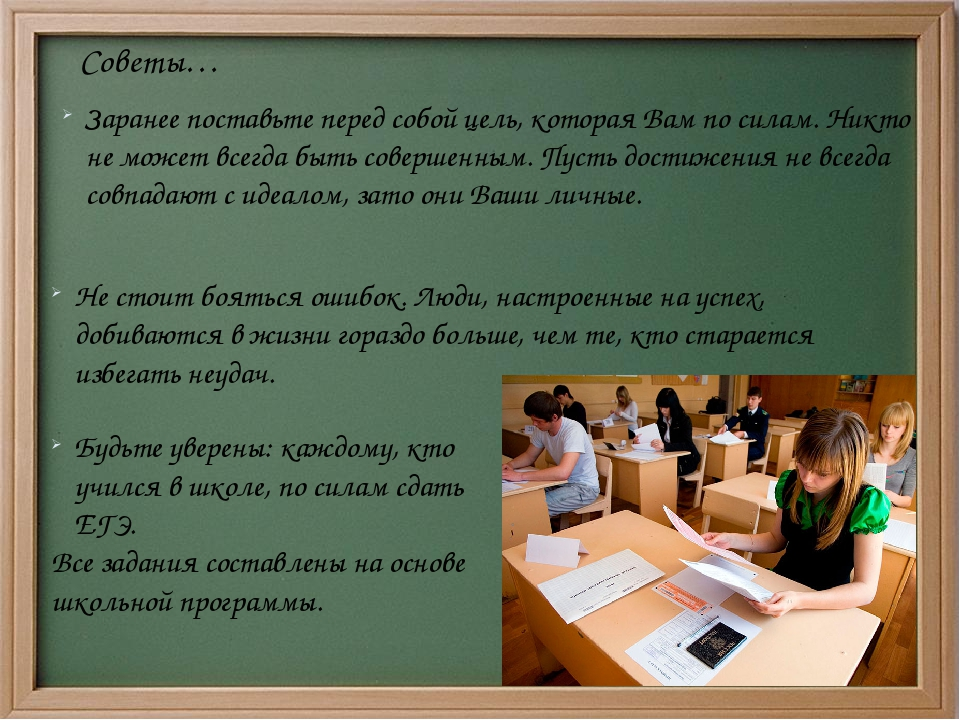 Советы…
Заранее поставьте перед собой цель, которая Вам по силам. Никто
не может всегда быть совершенным. Пусть достижения не всегда
совпадают с идеалом, зато они Ваши личные.
Не стоит бояться ошибок. Люди, настроенные на успех,
добиваются в жизни гораздо больше, чем те, кто старается
избегать неудач.
Будьте уверены: каждому, кто
учился в школе, по силам сдать
ЕГЭ.
Все задания составлены на основе
школьной программы.